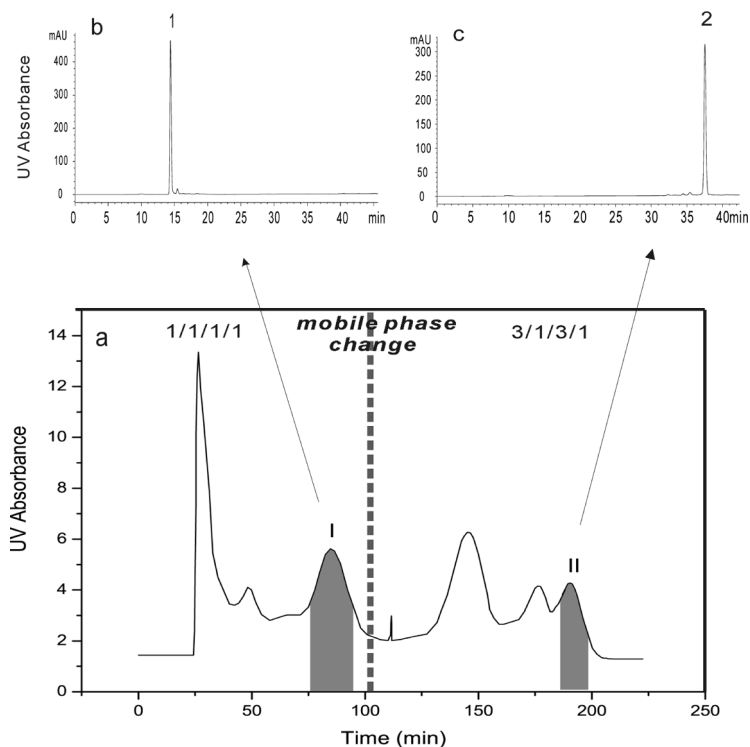 b
1
mAU
400
300
200
100
0
UV Absorbance
0 5 10 15 20 25 30 35 40 min
c
2
mAU
300
250
200
150
100
50
0
0 5 10 15 20 25 30 35 40min
a
1/1/1/1
mobile phase
change
3/1/3/1
I
II
14
12
10
8
6
4
2
0
UV Absorbance
0 50 100 150 200 250
Time (min)